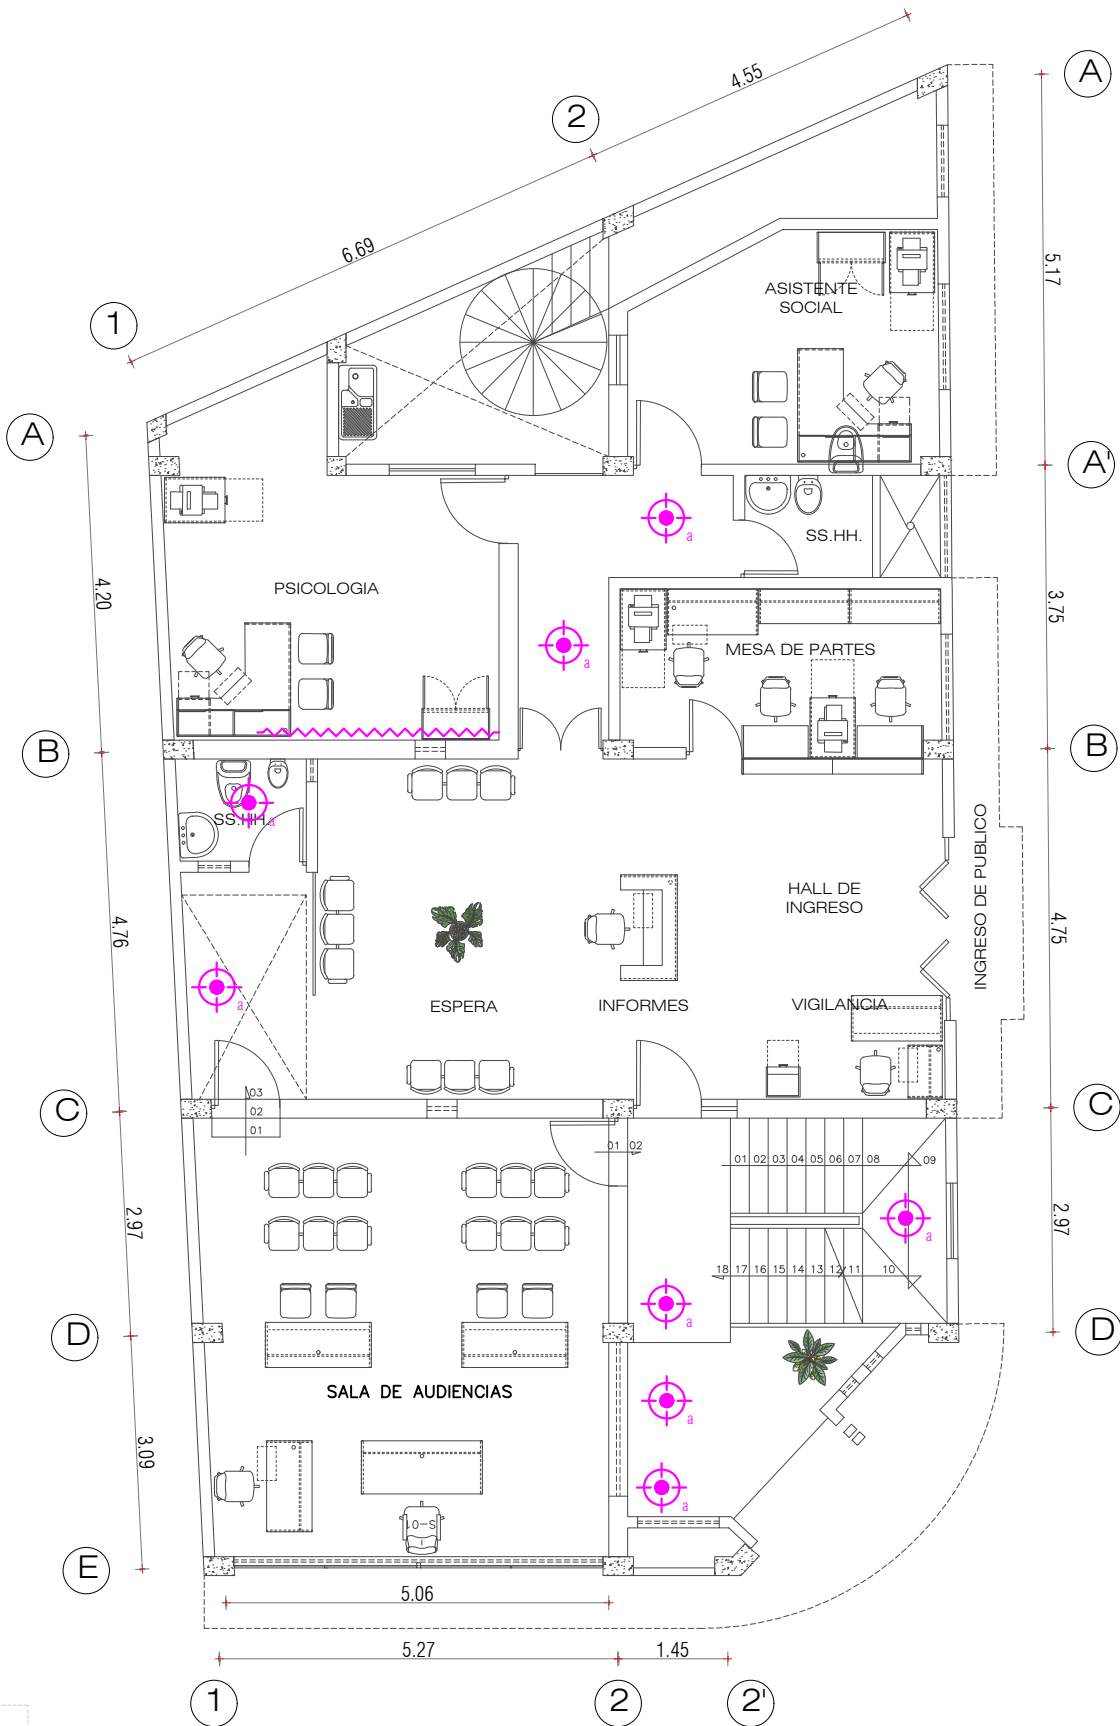 A
4.55
2
6.69
5.17
ASISTENTE
SOCIAL
1
A
A'
a
SS.HH.
PSICOLOGIA
4.20
3.75
MESA DE PARTES
a
B
B
SS.HH.
a
INGRESO DE PUBLICO
HALL DE
INGRESO
4.76
4.75
ESPERA
INFORMES
VIGILANCIA
a
03
02
01
C
C
01 02
01 02 03 04 05 06 07 08 09
2.97
2.97
a
18 17 16 15 14 13 12 11 10
a
D
D
SALA DE AUDIENCIAS
a
3.09
a
S-01
E
5.06
5.27
1.45
1
2
2'